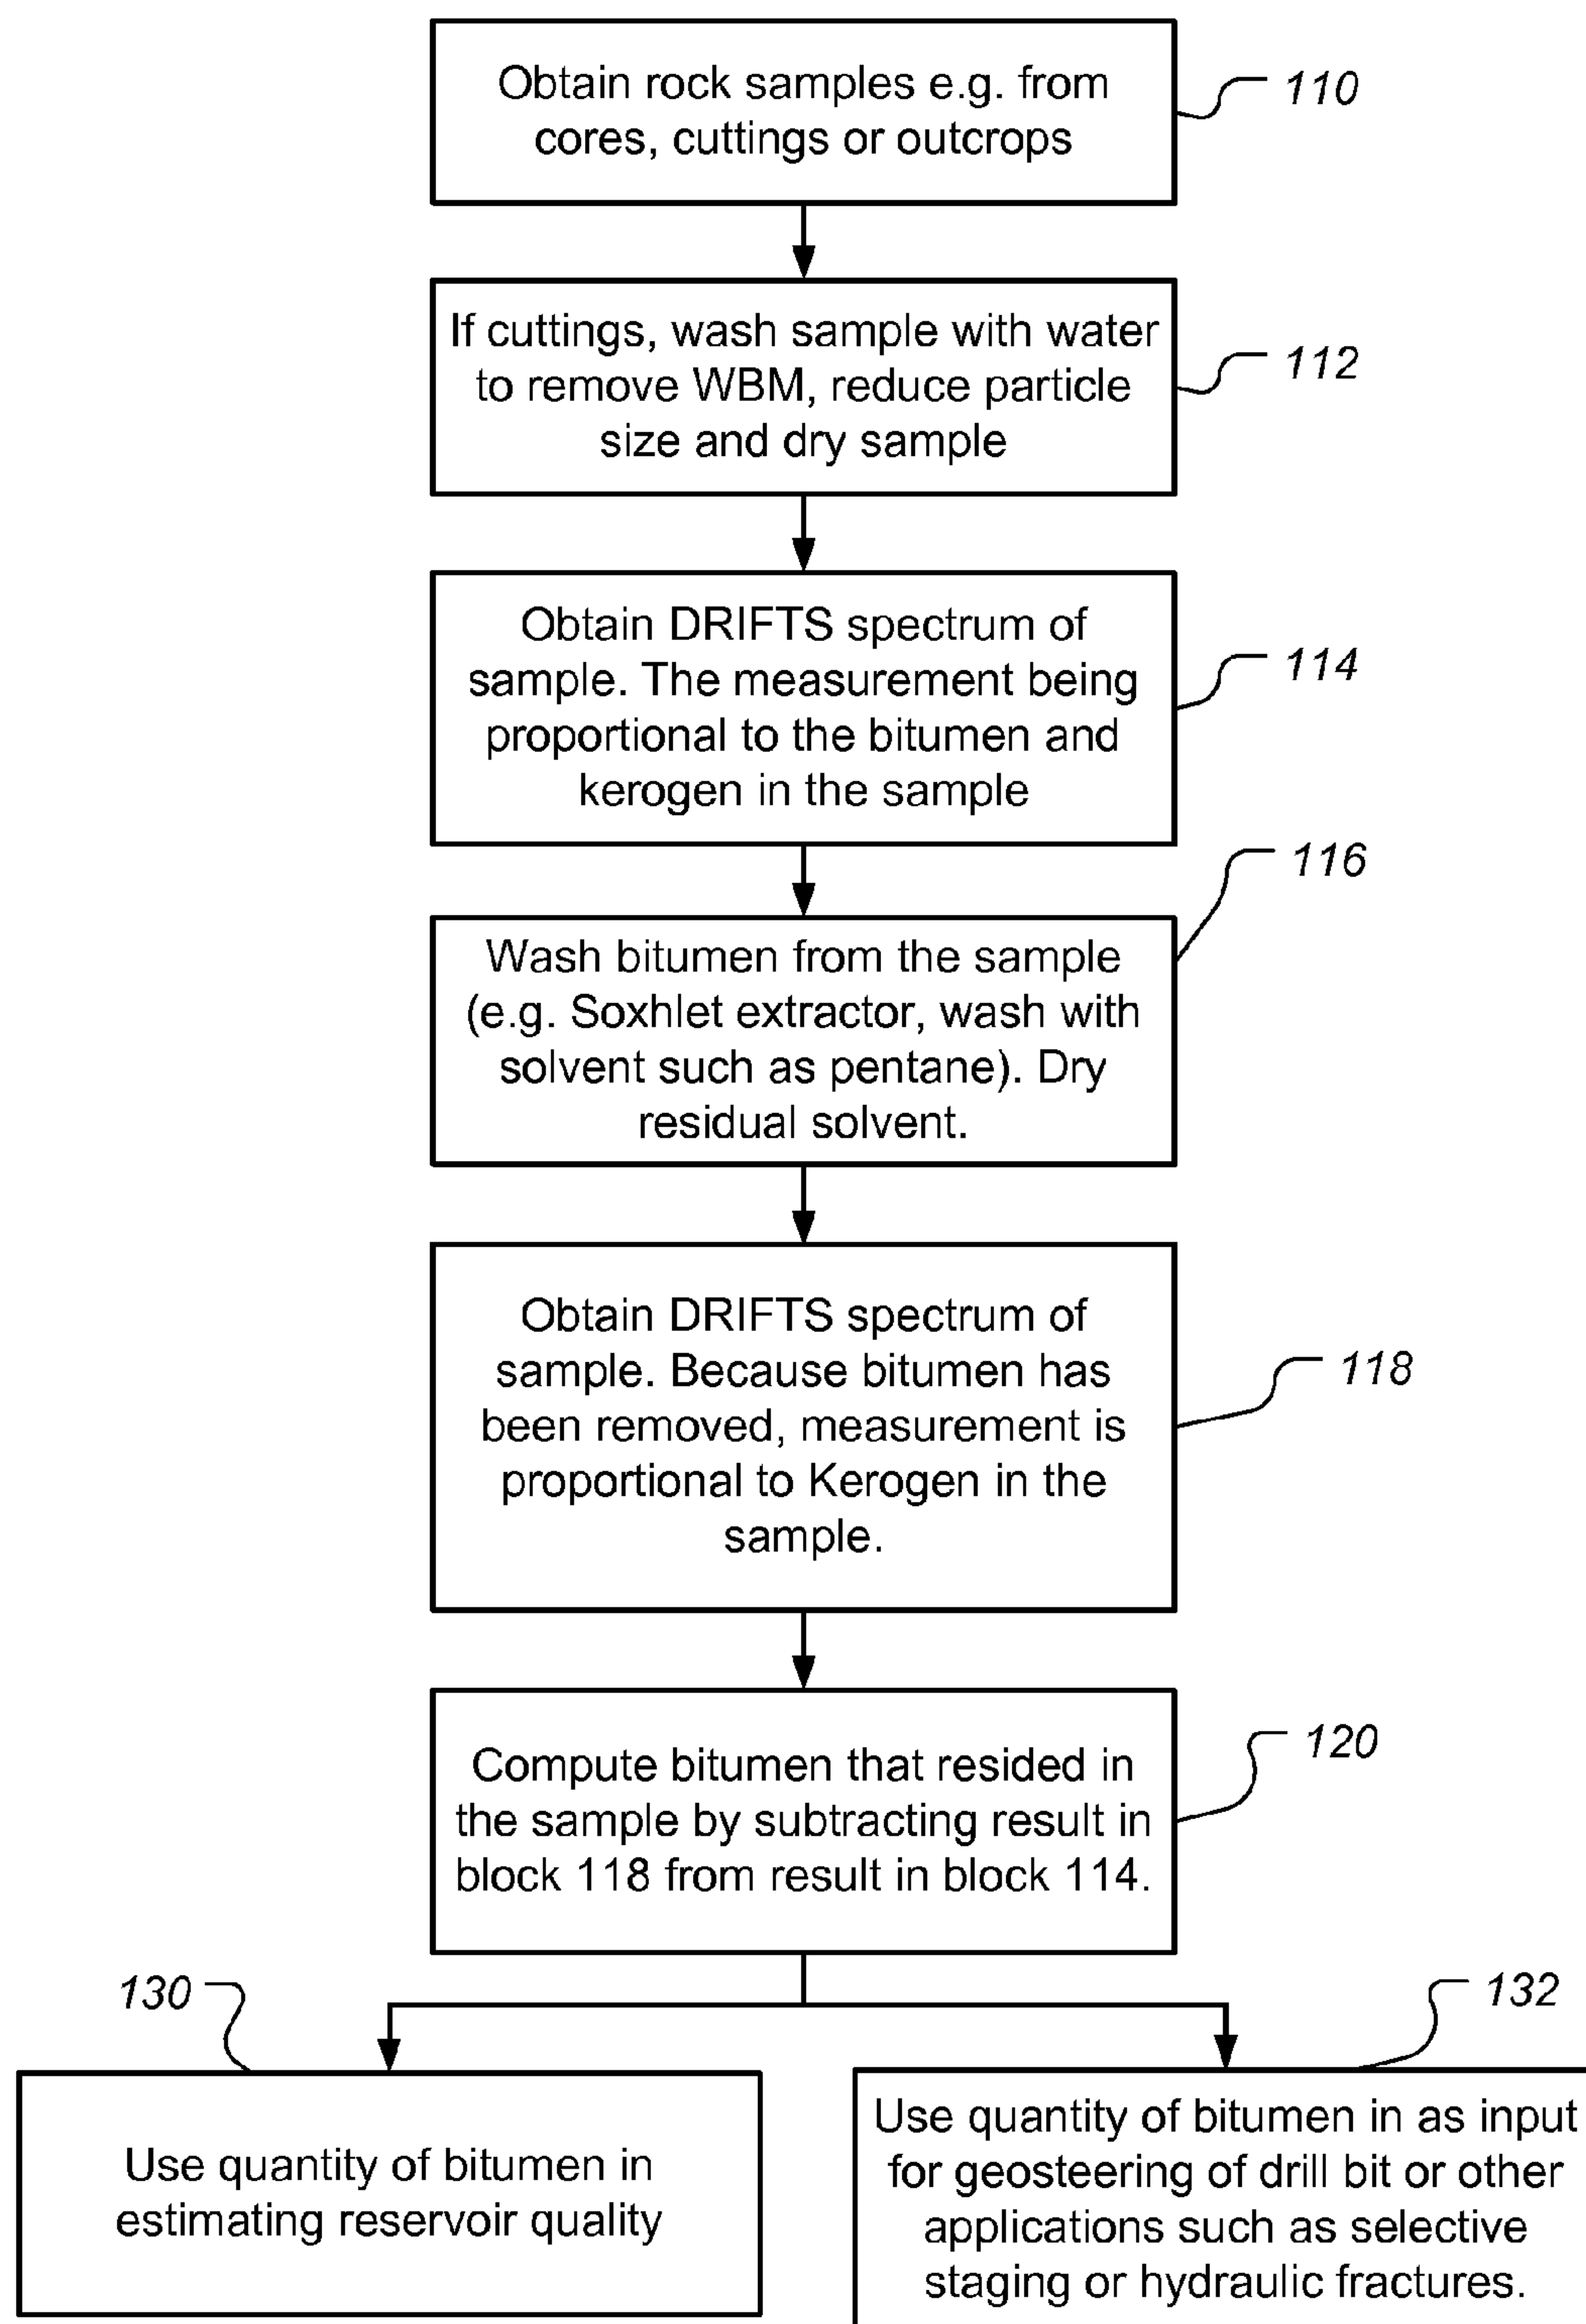 Obtain rock samples e.g. from
cores, cuttings or outcrops
110
If cuttings, wash sample with water
to remove WBM, reduce particle
size and dry sample
112
Obtain DRIFTS spectrum of
sample. The measurement being
proportional to the bitumen and
kerogen in the sample
114
Wash bitumen from the sample
(e.g. Soxhlet extractor, wash with
solvent such as pentane). Dry
residual solvent.
116
Obtain DRIFTS spectrum of
sample. Because bitumen has
been removed, measurement is
proportional to Kerogen in the
sample.
118
Compute bitumen that resided in
the sample by subtracting result in
block 118 from result in block 114.
120
130
Use quantity of bitumen in
estimating reservoir quality
132
Use quantity of bitumen in as input
for geosteering of drill bit or other
applications such as selective
staging or hydraulic fractures.